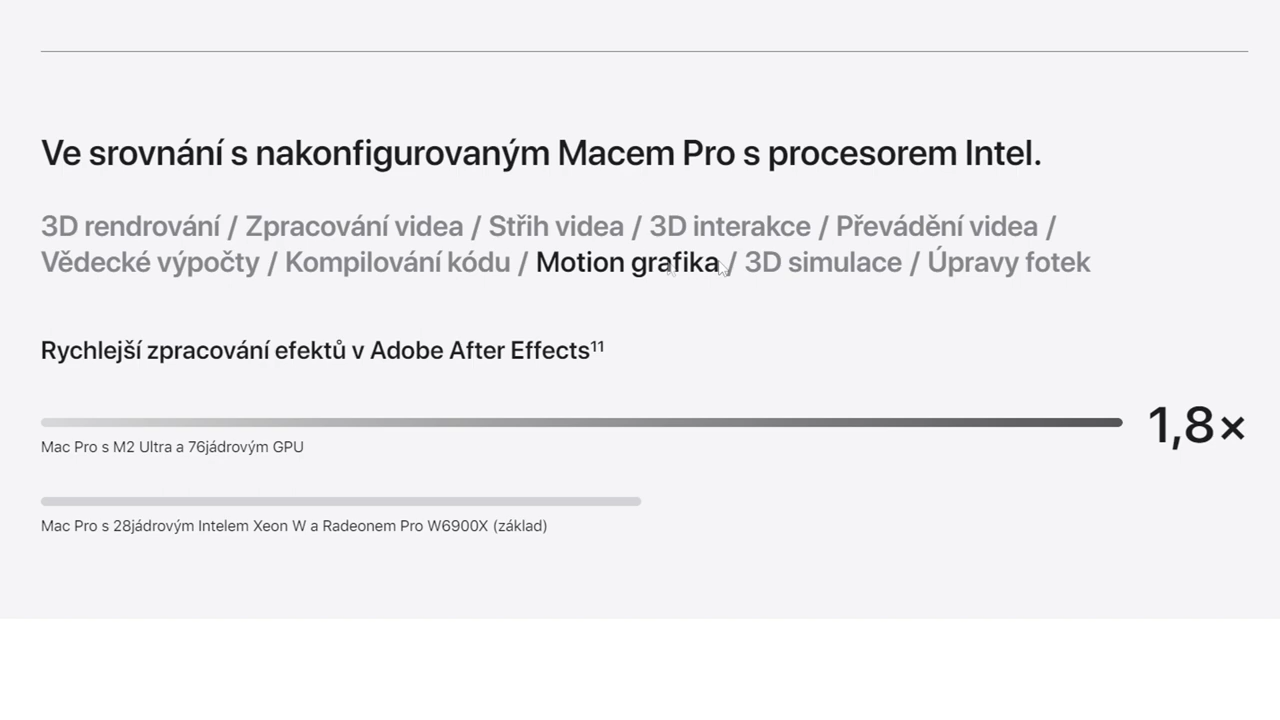 Ve srovnání s nakonfigurovaným Macem Pro s procesorem Intel.
3D rendrování / Zpracování videa / Střih videa / 3D interakce / Převádění videa /
Vědecké výpočty / Kompilování kódu / Motion grafika / 3D simulace / Úpravy fotek
Rychlejší zpracování efektů v Adobe After Effects¹¹
1,8×
Mac Pro s M2 Ultra a 76jádrovým GPU
Mac Pro s 28jádrovým Intelem Xeon W a Radeonem Pro W6900X (základ)